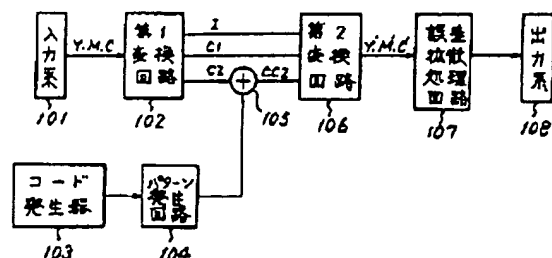 入力系
Y.M.C
第1変換回路
I
C1
C2
CC2
第2変換回路
Y'.M'.C'
誤差拡散処理回路
出力系
101
102
105
106
107
108
コード発生器
パターン発生回路
103
104